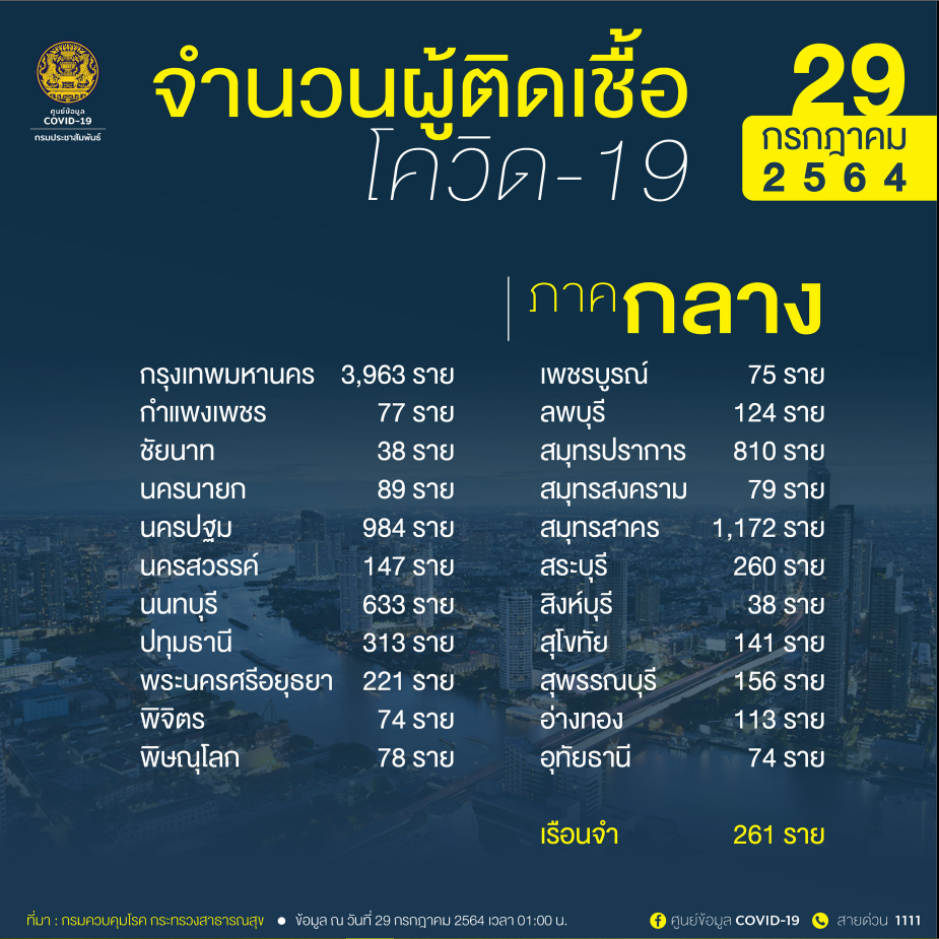 ศูนย์ข้อมูล
COVID-19
กรมประชาสัมพันธ์
จำนวนผู้ติดเชื้อ
โควิด-19
29
กรกฎาคม
2564
ภาคกลาง
กรุงเทพมหานคร 3,963 ราย
กำแพงเพชร 77 ราย
ชัยนาท 38 ราย
นครนายก 89 ราย
นครปฐม 984 ราย
นครสวรรค์ 147 ราย
นนทบุรี 633 ราย
ปทุมธานี 313 ราย
พระนครศรีอยุธยา 221 ราย
พิจิตร 74 ราย
พิษณุโลก 78 ราย
เพชรบูรณ์ 75 ราย
ลพบุรี 124 ราย
สมุทรปราการ 810 ราย
สมุทรสงคราม 79 ราย
สมุทรสาคร 1,172 ราย
สระบุรี 260 ราย
สิงห์บุรี 38 ราย
สุโขทัย 141 ราย
สุพรรณบุรี 156 ราย
อ่างทอง 113 ราย
อุทัยธานี 74 ราย
เรือนจำ 261 ราย
ที่มา : กรมควบคุมโรค กระทรวงสาธารณสุข ● ข้อมูล ณ วันที่ 29 กรกฎาคม 2564 เวลา 01:00 น. ศูนย์ข้อมูล COVID-19 สายด่วน 1111